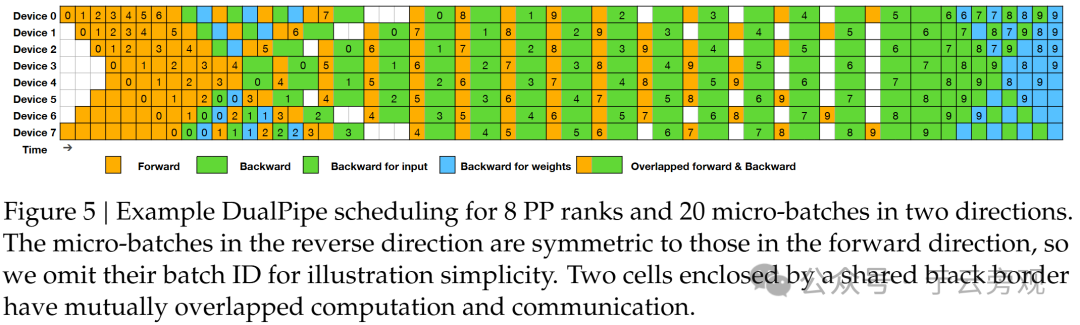 Device 0 0 1 2 3 4 5 6 7 0 8 1 9 2 3 4 5 6 6 7 7 8 8 9 9
Device 1 0 1 2 3 4 5 6 0 7 1 8 2 9 3 4 5 6 7 8 7 9 8 9
Device 2 0 1 2 3 4 5 0 6 1 7 2 8 3 9 4 5 6 7 8 7 9 8 9
Device 3 0 1 2 3 4 0 5 1 6 2 7 3 8 4 9 5 6 7 8 9 8 9
Device 4 0 1 2 3 0 4 1 5 2 6 3 7 4 8 5 9 6 7 8 9 8 9
Device 5 0 1 2 0 0 3 1 4 2 5 3 6 4 7 5 8 6 9 7 8 9 9
Device 6 0 1 0 0 2 1 1 3 2 4 3 5 4 6 5 7 6 8 7 9 8 9 9
Device 7 0 0 0 1 1 1 2 2 2 3 3 4 4 5 5 6 6 7 7 8 8 9 9
Time →
Forward Backward Backward for input Backward for weights Overlapped forward & Backward
Figure 5 | Example DualPipe scheduling for 8 PP ranks and 20 micro-batches in two directions.
The micro-batches in the reverse direction are symmetric to those in the forward direction, so
we omit their batch ID for illustration simplicity. Two cells enclosed by a shared black border
have mutually overlapped computation and communication.
公众号